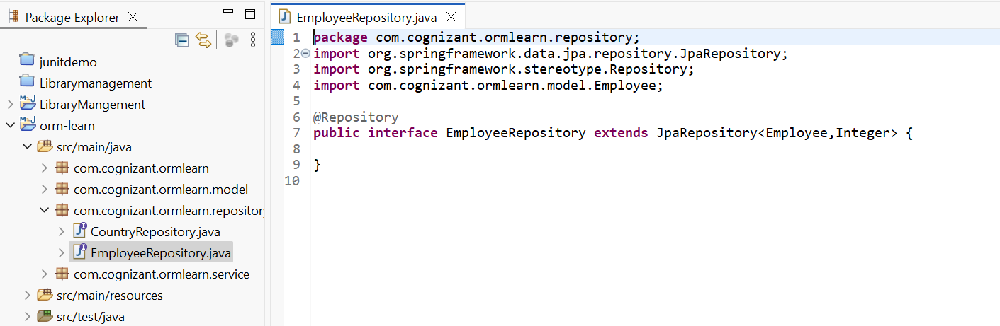 Package Explorer
junitdemo
Librarymanagement
LibraryMangement
orm-learn
src/main/java
com.cognizant.ormlearn
com.cognizant.ormlearn.model
com.cognizant.ormlearn.repository
CountryRepository.java
EmployeeRepository.java
com.cognizant.ormlearn.service
src/main/resources
src/test/java
EmployeeRepository.java
1 package com.cognizant.ormlearn.repository;
2 import org.springframework.data.jpa.repository.JpaRepository;
3 import org.springframework.stereotype.Repository;
4 import com.cognizant.ormlearn.model.Employee;
5
6 @Repository
7 public interface EmployeeRepository extends JpaRepository<Employee,Integer> {
8
9 }
10